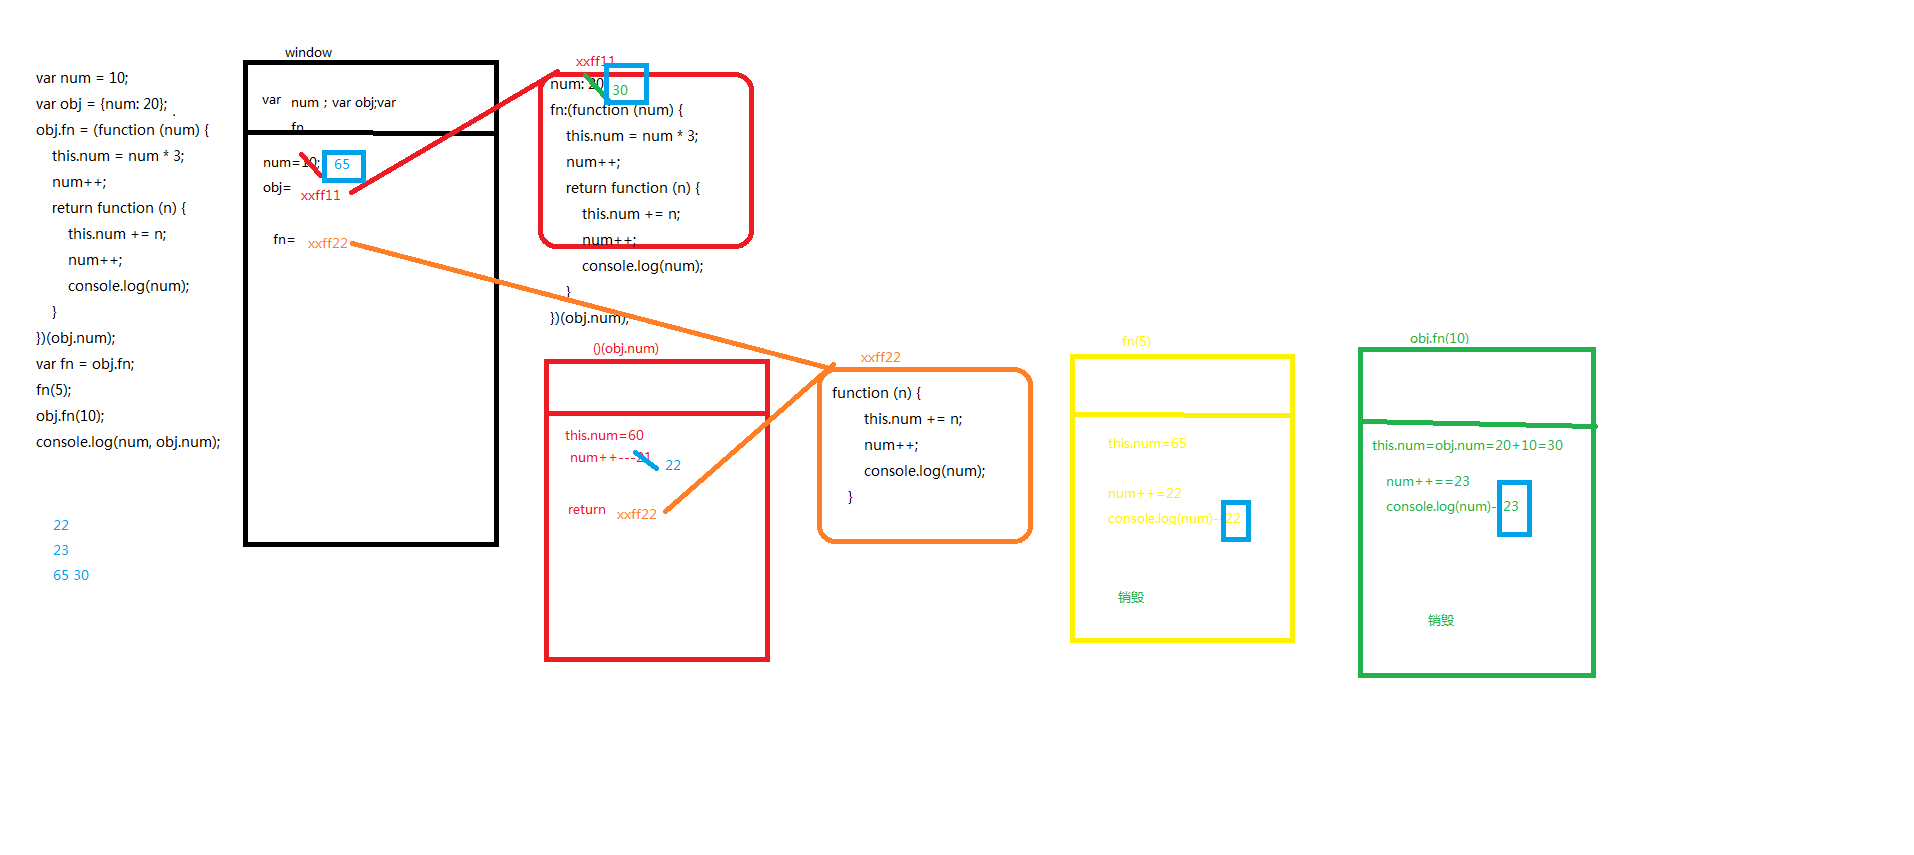 var num = 10;
var obj = {num: 20};
obj.fn = (function (num) {
this.num = num * 3;
num++;
return function (n) {
this.num += n;
num++;
console.log(num);
}
})(obj.num);
var fn = obj.fn;
fn(5);
obj.fn(10);
console.log(num, obj.num);
22
23
65 30
window
var num ; var obj;var
fn
num=10; 65
obj= xxff11
fn= xxff22
xxff11
num: 20 30
fn:(function (num) {
this.num = num * 3;
num++;
return function (n) {
this.num += n;
num++;
console.log(num);
}
})(obj.num);
()(obj.num)
this.num=60
num++---21 22
return xxff22
xxff22
function (n) {
this.num += n;
num++;
console.log(num);
}
fn(5)
this.num=65
num++=22
console.log(num)--22
销毁
obj.fn(10)
this.num=obj.num=20+10=30
num++==23
console.log(num)--23
销毁